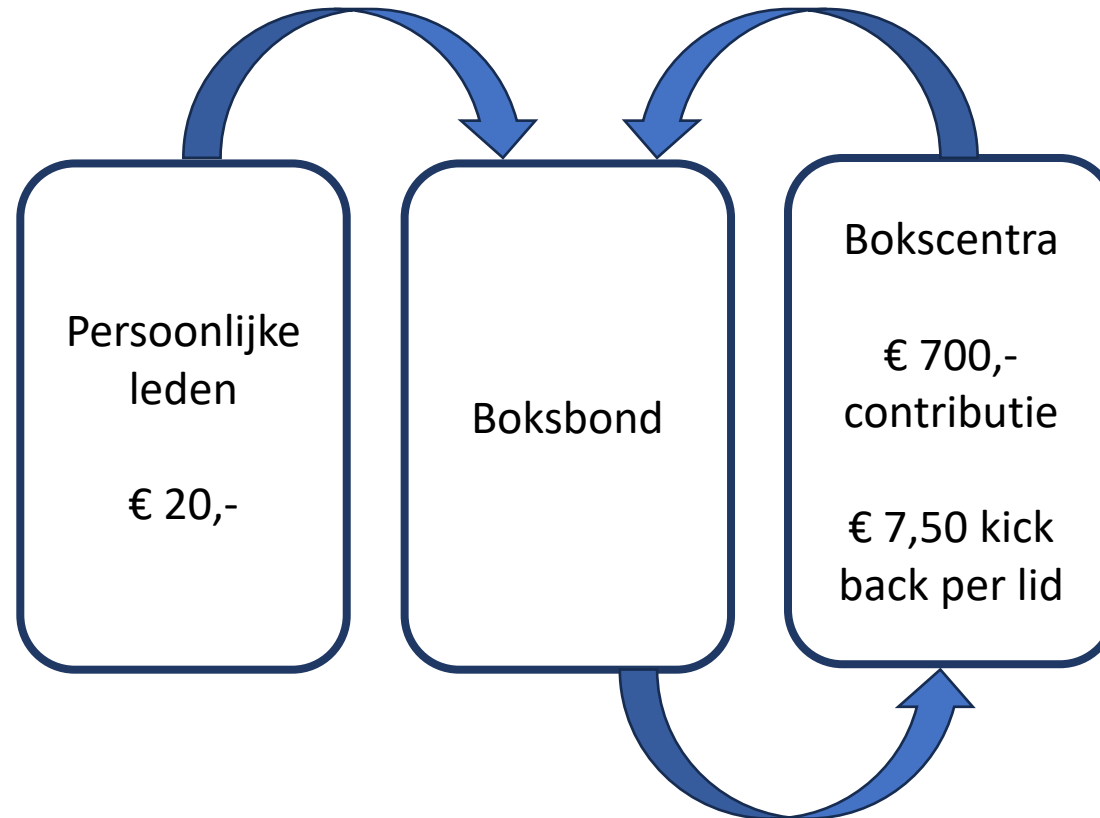 Persoonlijke
leden
€ 20,-
Boksbond
Bokscentra
€ 700,-
contributie
€ 7,50 kick
back per lid